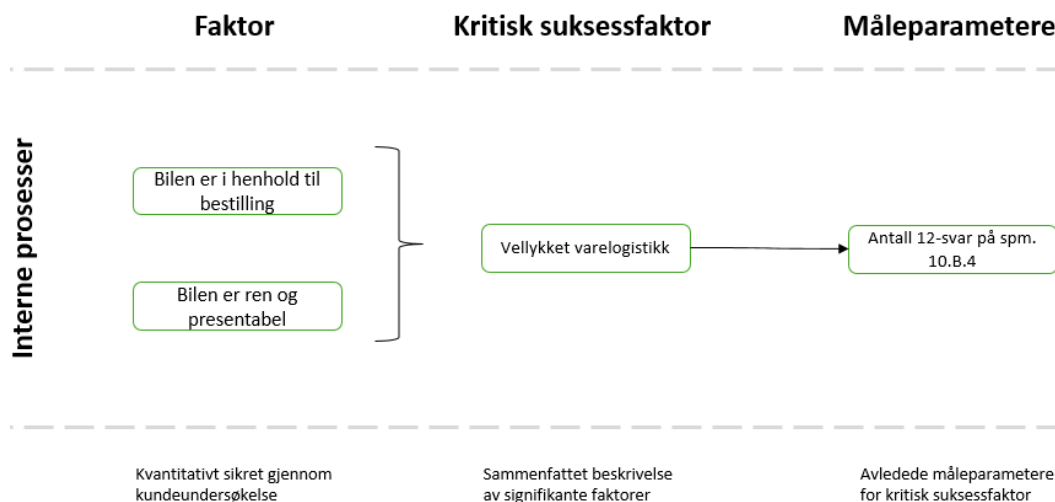 Faktor
Kritisk suksessfaktor
Måleparametere
Interne prosesser
Bilen er i henhold til
bestilling
Bilen er ren og
presentabel
Vellykket varelogistikk
Antall 12-svar på spm.
10.B.4
Kvantitativt sikret gjennom
kundeundersøkelse
Sammenfattet beskrivelse
av signifikante faktorer
Avledede måleparametere
for kritisk suksessfaktor